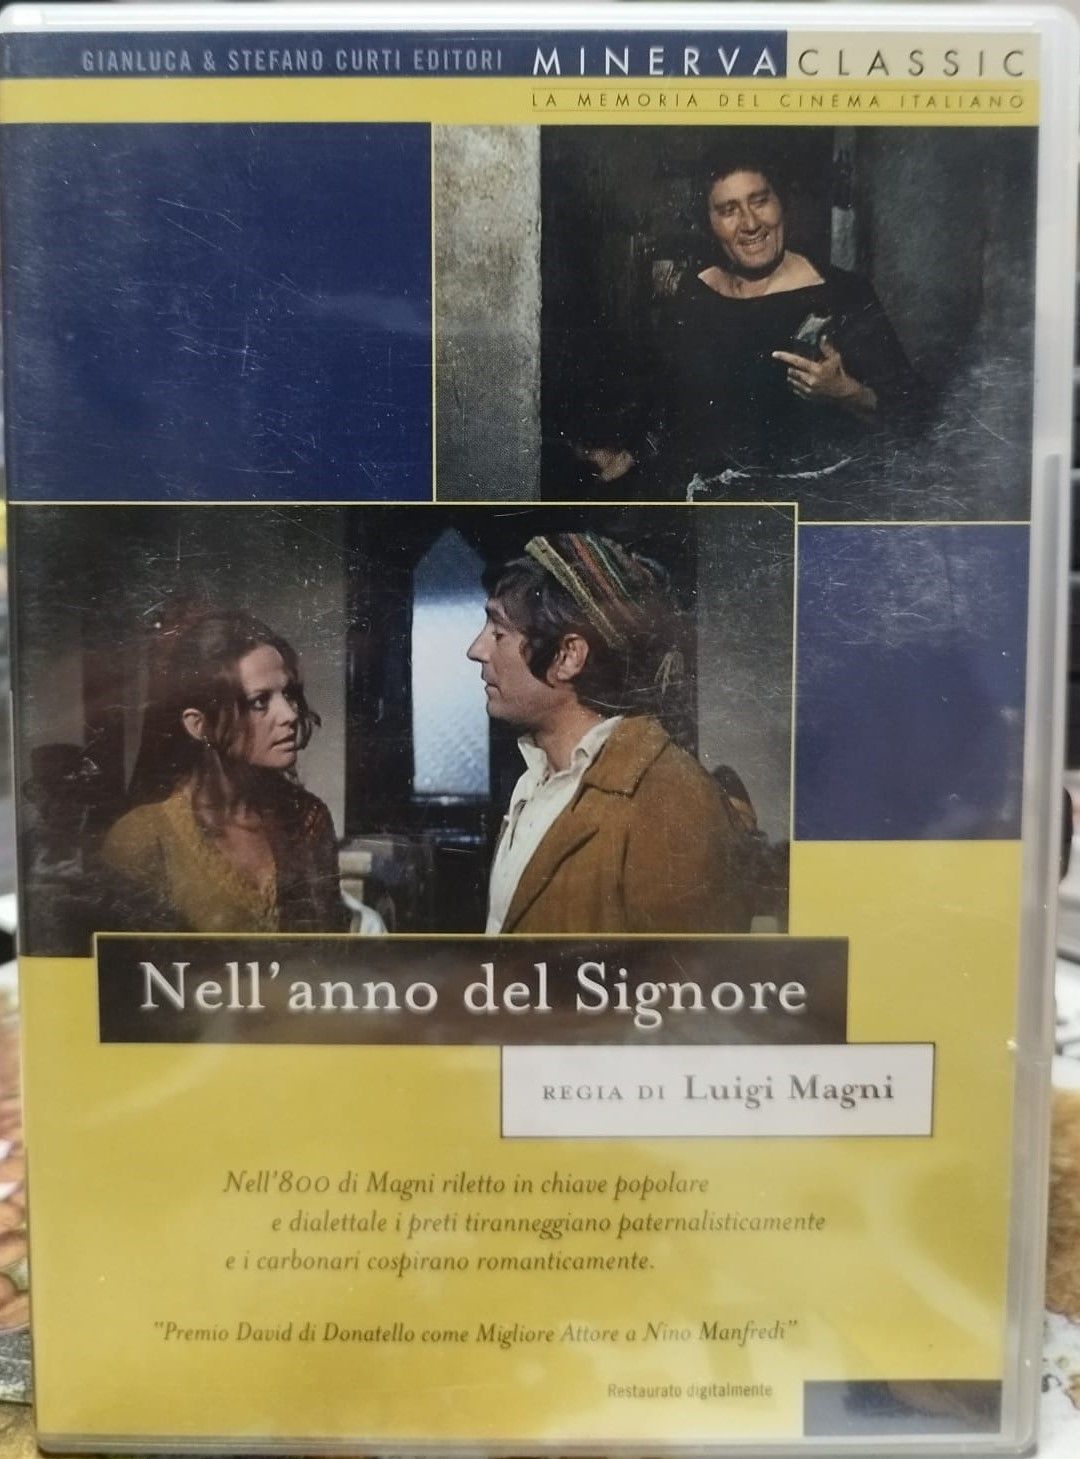 GIANLUCA & STEFANO CURTI EDITORI
MINERVA CLASSIC
LA MEMORIA DEL CINEMA ITALIANO
Nell'anno del Signore
REGIA DI Luigi Magni
Nell'800 di Magni riletto in chiave popolare
e dialettale i preti tiranneggiano paternalisticamente
e i carbonari cospirano romanticamente.
"Premio David di Donatello come Migliore Attore a Nino Manfredi"
Restaurato digitalmente